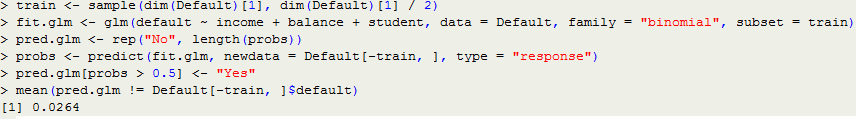 > train <- sample(dim(Default)[1], dim(Default)[1] / 2)
> fit.glm <- glm(default ~ income + balance + student, data = Default, family = "binomial", subset = train)
> pred.glm <- rep("No", length(probs))
> probs <- predict(fit.glm, newdata = Default[-train, ], type = "response")
> pred.glm[probs > 0.5] <- "Yes"
> mean(pred.glm != Default[-train, ]$default)
[1] 0.0264